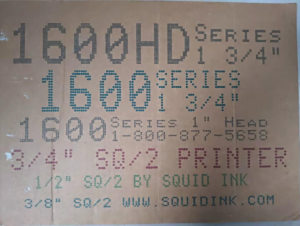 1600HD SERIES 1 3/4"
1600 SERIES 1 3/4"
1600 SERIES 1" HEAD
1-800-877-5658
3/4" SQ/2 PRINTER
1/2" SQ/2 BY SQUID INK
3/8" SQ/2 WWW.SQUIDINK.COM